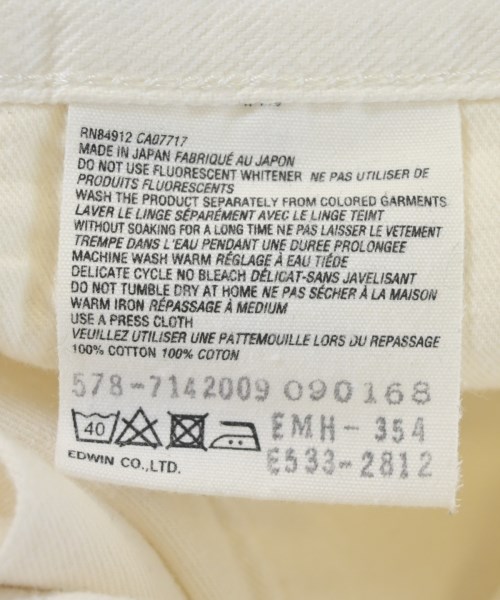 RN84912 CA07717
MADE IN JAPAN FABRIQUÉ AU JAPON
DO NOT USE FLUORESCENT WHITENER NE PAS UTILISER DE
PRODUITS FLUORESCENTS
WASH THE PRODUCT SEPARATELY FROM COLORED GARMENTS
LAVER LE LINGE SÉPARÉMENT AVEC LE LINGE TEINT
WITHOUT SOAKING FOR A LONG TIME NE PAS LAISSER LE VETEMENT
TREMPE DANS L'EAU PENDANT UNE DUREE PROLONGEE
MACHINE WASH WARM RÉGLAGE À EAU TIÉDE
DELICATE CYCLE NO BLEACH DÉLICAT-SANS JAVELISANT
DO NOT TUMBLE DRY AT HOME NE PAS SÉCHER À LA MAISON
WARM IRON RÉPASSAGE À MEDIUM
USE A PRESS CLOTH
VEUILLEZ UTILISER UNE PATTEMOUILLE LORS DU REPASSAGE
100% COTTON 100% COTON
578-7142009 090168
40 EMH-354
EDWIN CO.,LTD. E533-2812